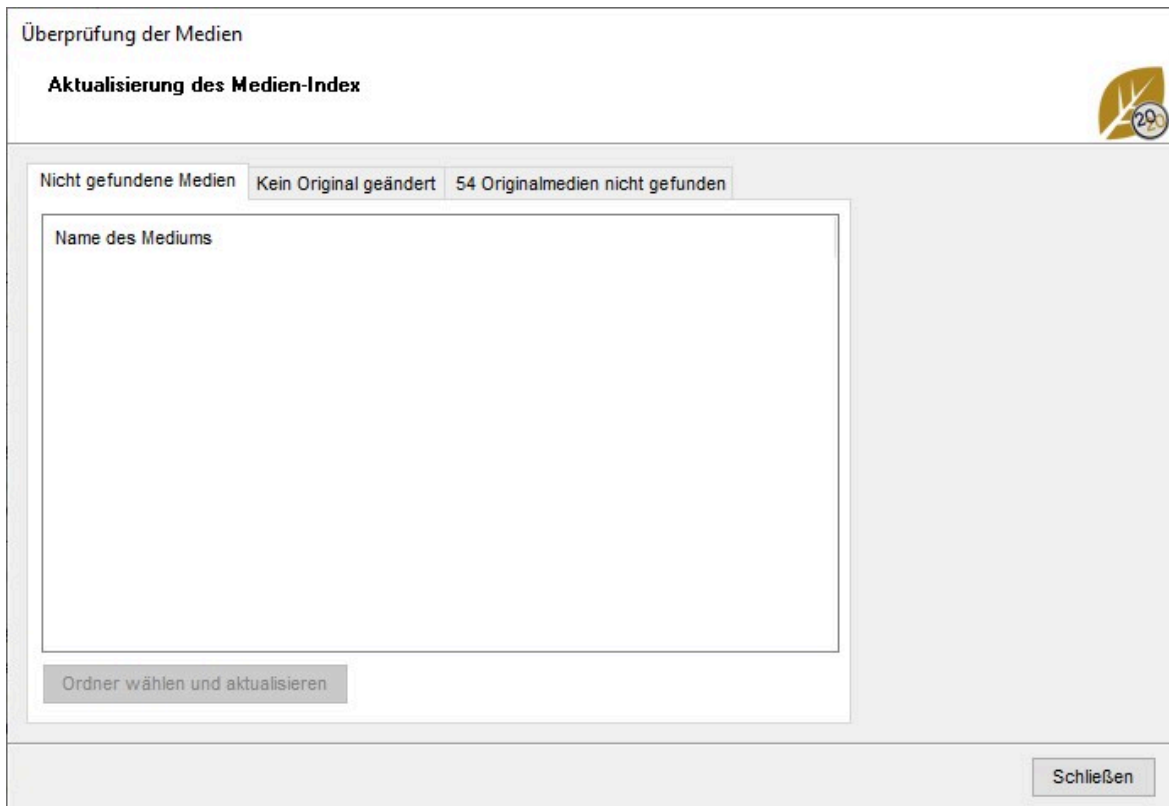 Überprüfung der Medien
Aktualisierung des Medien-Index
2020
Nicht gefundene Medien Kein Original geändert 54 Originalmedien nicht gefunden
Name des Mediums
Ordner wählen und aktualisieren
Schließen